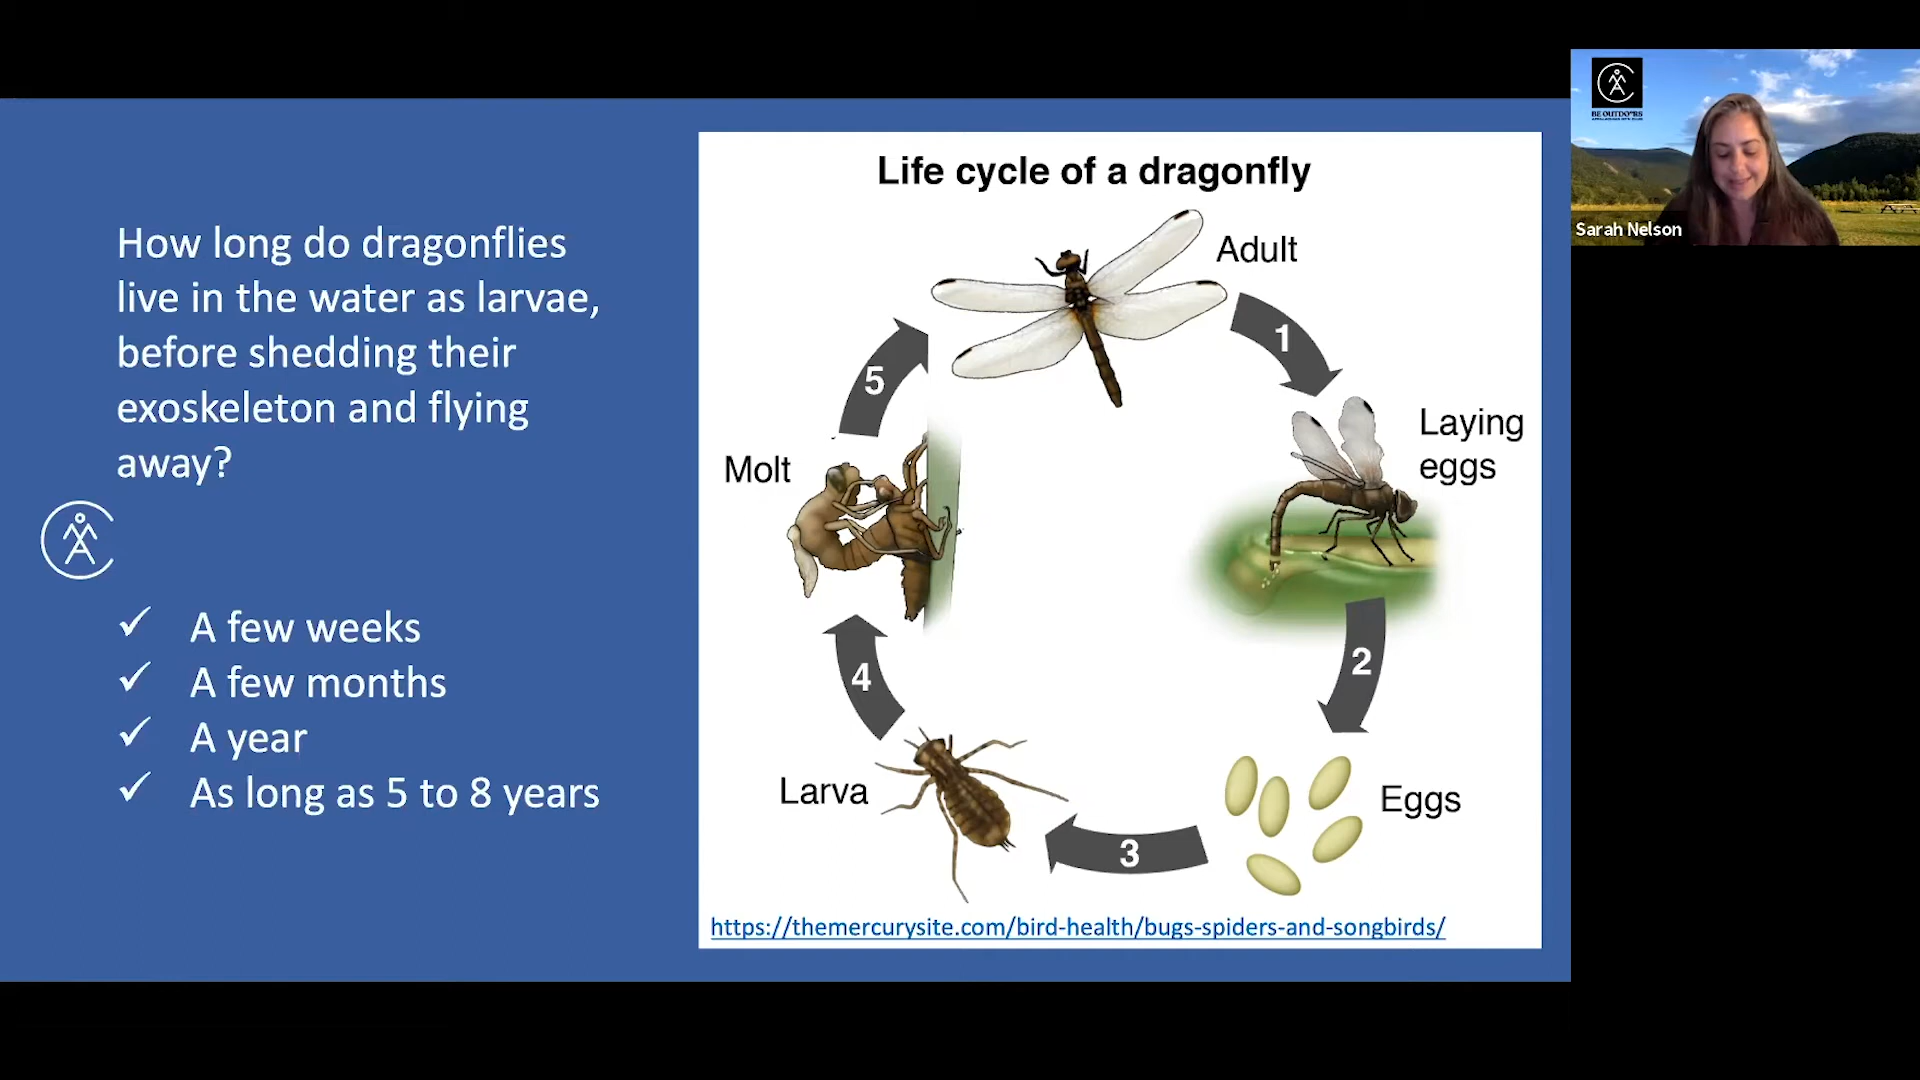 How long do dragonflies
live in the water as larvae,
before shedding their
exoskeleton and flying
away?
✓ A few weeks
✓ A few months
✓ A year
✓ As long as 5 to 8 years
Life cycle of a dragonfly
Adult
1
Laying
eggs
2
Eggs
3
Larva
4
Molt
5
https://themercurysite.com/bird-health/bugs-spiders-and-songbirds/
BE OUTDOORS
Sarah Nelson